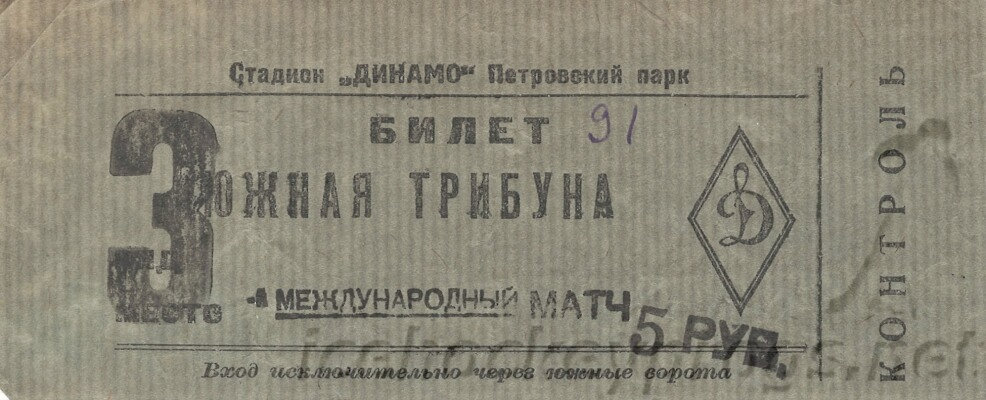 Стадион „ДИНАМО“ Петровский парк
БИЛЕТ 91
ЮЖНАЯ ТРИБУНА
3
МЕСТО
МЕЖДУНАРОДНЫЙ МАТЧ
5 РУБ.
Вход исключительно через южные ворота
Д
КОНТРОЛЬ